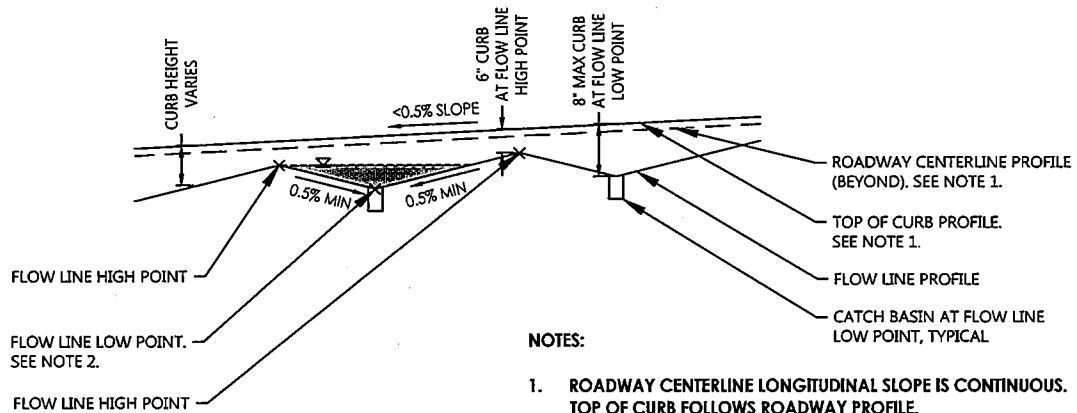 CURB HEIGHT
VARIES
6" CURB
AT FLOW LINE
HIGH POINT
8" MAX CURB
AT FLOW LINE
LOW POINT
<0.5% SLOPE
0.5% MIN
0.5% MIN
ROADWAY CENTERLINE PROFILE
(BEYOND). SEE NOTE 1.
TOP OF CURB PROFILE.
SEE NOTE 1.
FLOW LINE PROFILE
CATCH BASIN AT FLOW LINE
LOW POINT, TYPICAL
FLOW LINE HIGH POINT
FLOW LINE LOW POINT.
SEE NOTE 2.
FLOW LINE HIGH POINT
NOTES:
1. ROADWAY CENTERLINE LONGITUDINAL SLOPE IS CONTINUOUS.
TOP OF CURB FOLLOWS ROADWAY PROFILE.